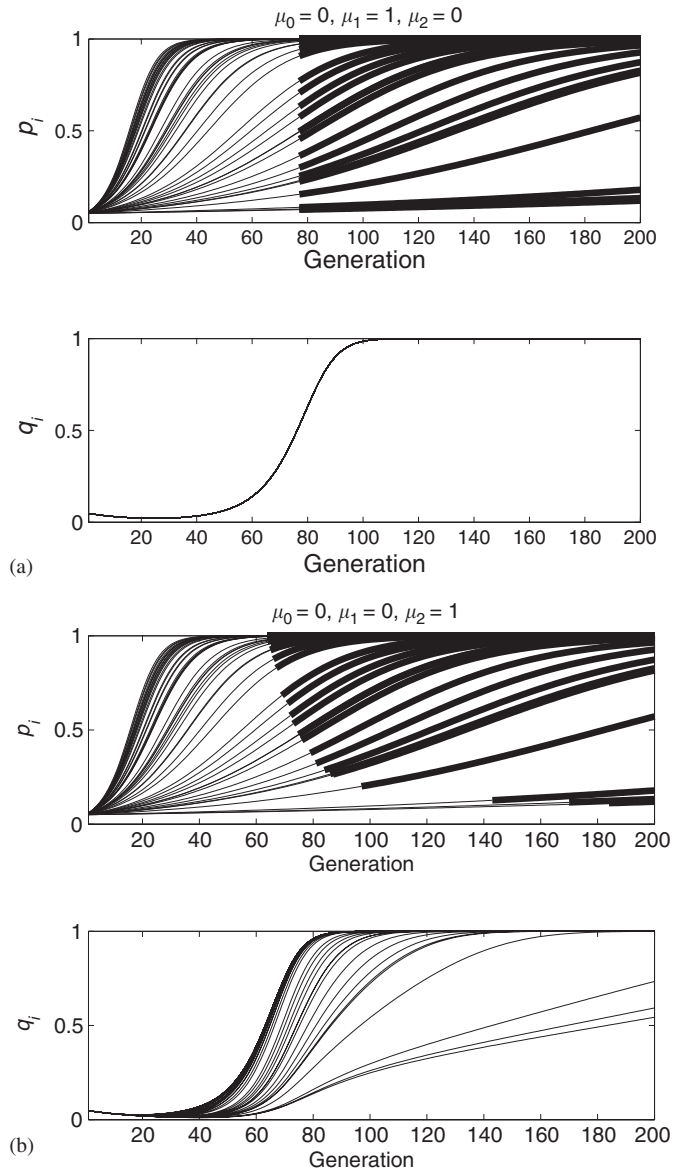 μ₀ = 0, μ₁ = 1, μ₂ = 0
1
0.5
0
pᵢ
20 40 60 80 100 120 140 160 180 200
Generation
1
0.5
0
qᵢ
20 40 60 80 100 120 140 160 180 200
Generation
(a)
μ₀ = 0, μ₁ = 0, μ₂ = 1
1
0.5
0
pᵢ
20 40 60 80 100 120 140 160 180 200
Generation
1
0.5
0
qᵢ
20 40 60 80 100 120 140 160 180 200
Generation
(b)